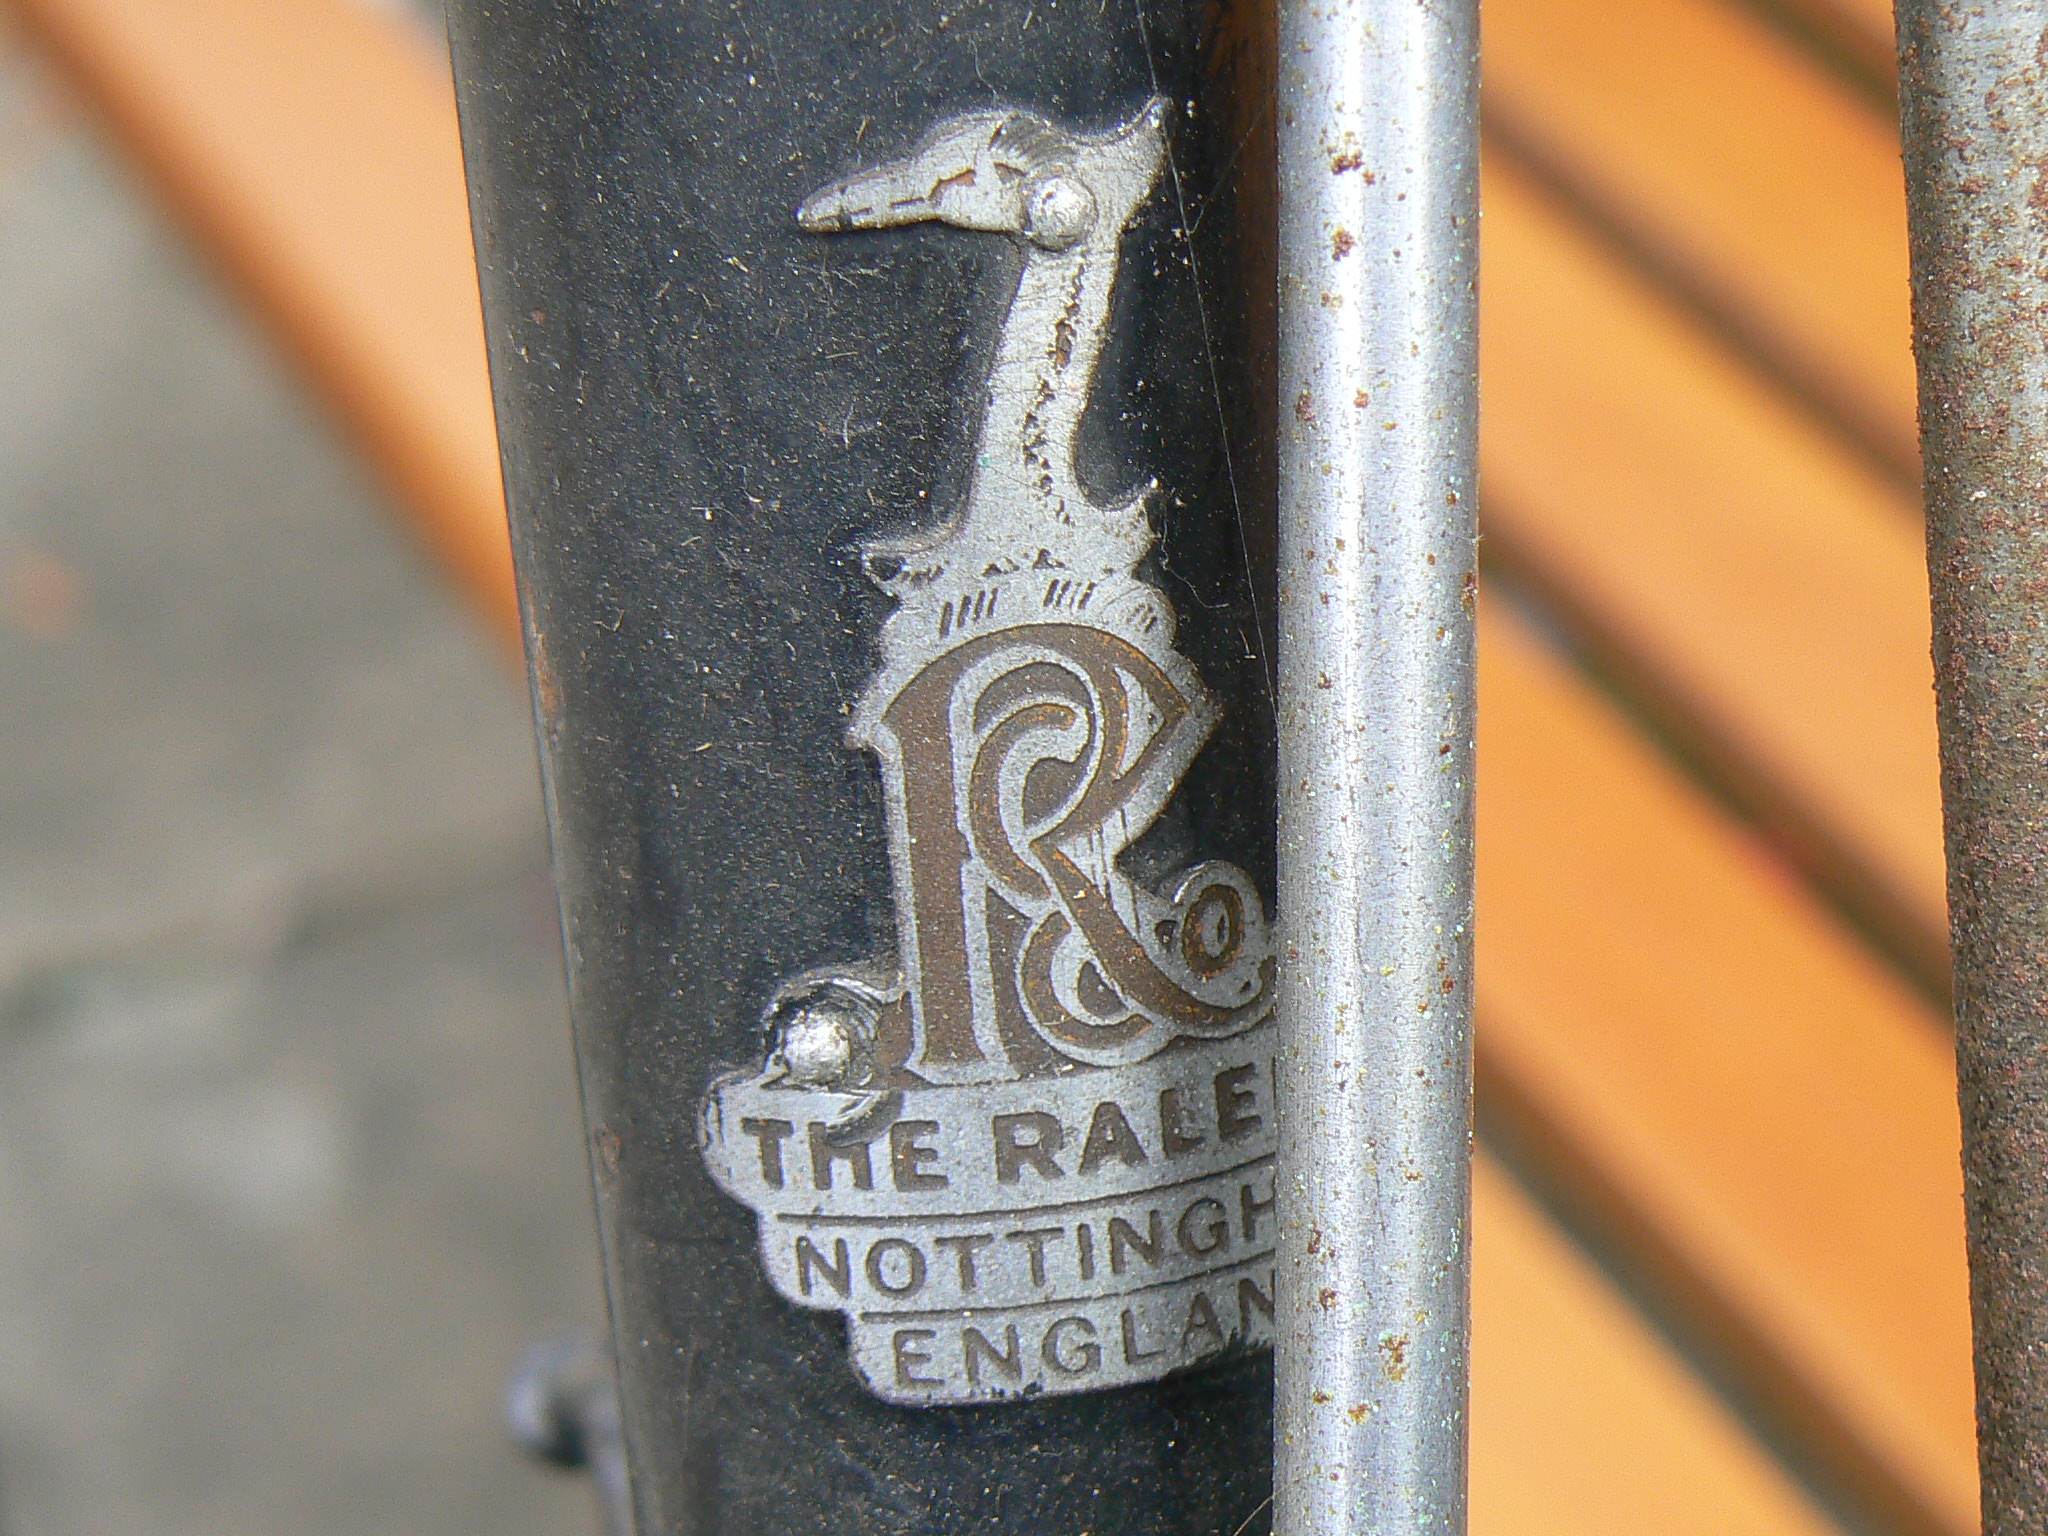 R
THE RALE
NOTTINGH
ENGLAN